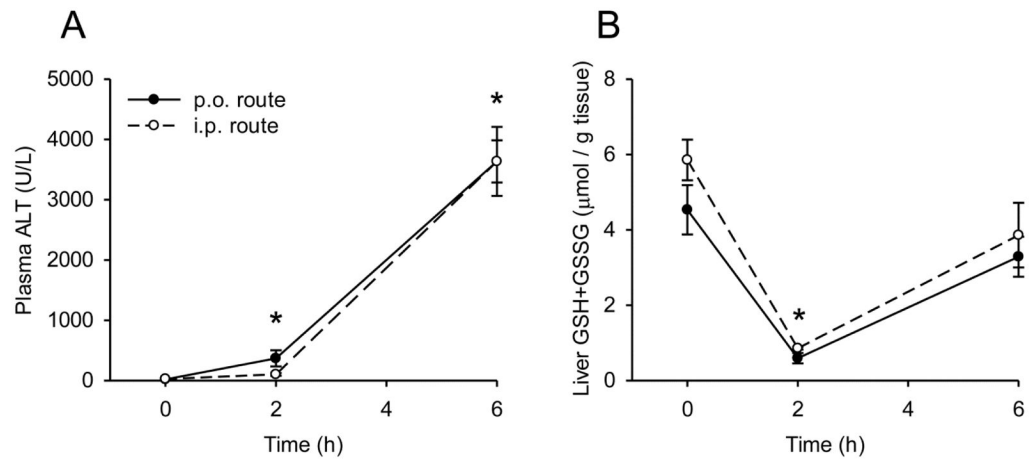 A
Plasma ALT (U/L)
5000
4000
3000
2000
1000
0
p.o. route
i.p. route
*
*
0
2
4
6
Time (h)
B
Liver GSH+GSSG (μmol / g tissue)
8
6
4
2
0
*
0
2
4
6
Time (h)